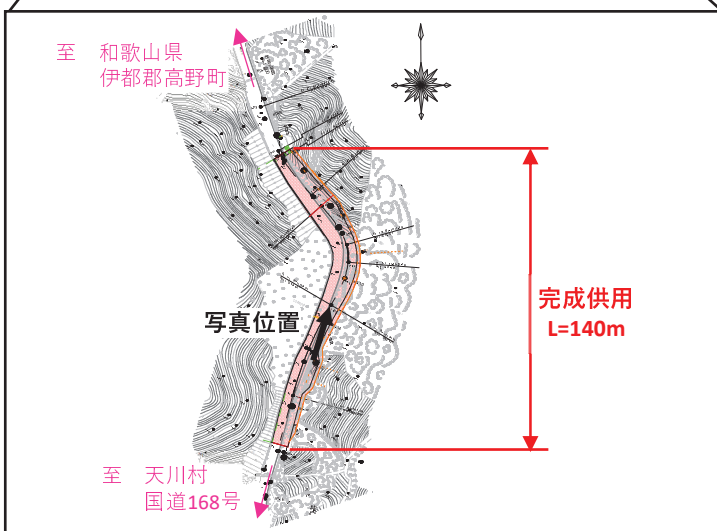 至 和歌山県
伊都郡高野町
完成供用
L=140m
写真位置
至 天川村
国道168号